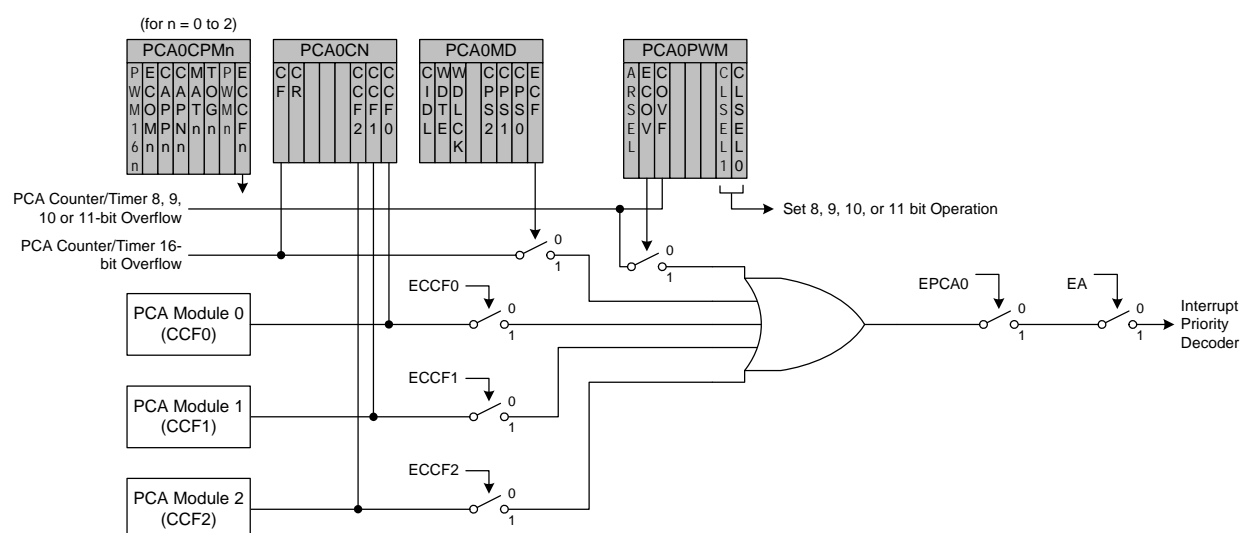 (for n = 0 to 2)
PCA0CPMn
PWM16n
ECOMn
CAPPn
CAPNn
MATn
TOGn
PWMn
ECCFn
PCA0CN
CF
CR
CCF2
CCF1
CCF0
PCA0MD
CIDL
WDTE
WDLCK
CPS2
CPS1
CPS0
ECF
PCA0PWM
ARSEL
ECOV
COVF
CLSEL1
CLSEL0
PCA Counter/Timer 8, 9,
10 or 11-bit Overflow
Set 8, 9, 10, or 11 bit Operation
PCA Counter/Timer 16-
bit Overflow
0
1
0
1
PCA Module 0
(CCF0)
ECCF0
0
1
EPCA0
0
1
EA
0
1
Interrupt
Priority
Decoder
PCA Module 1
(CCF1)
ECCF1
0
1
PCA Module 2
(CCF2)
ECCF2
0
1